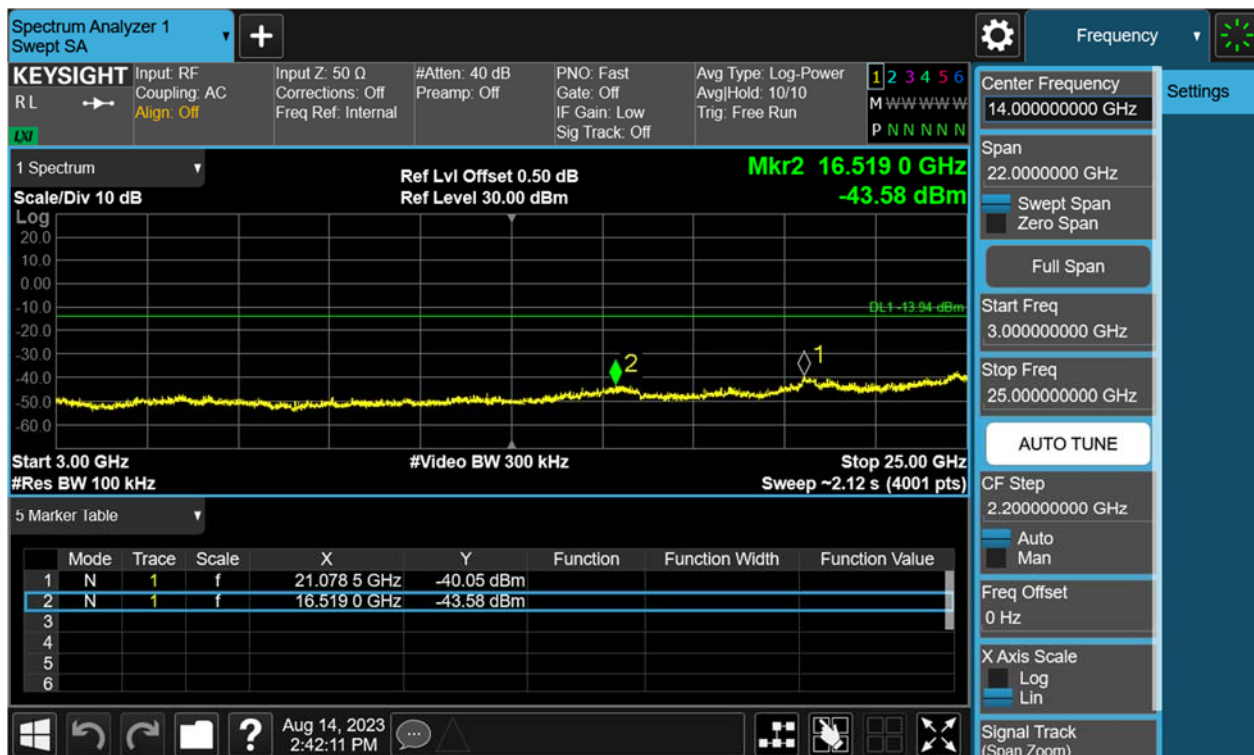 Spectrum Analyzer 1
Swept SA
Frequency
KEYSIGHT
R L
LXI
Input: RF
Coupling: AC
Align: Off
Input Z: 50 Ω
Corrections: Off
Freq Ref: Internal
#Atten: 40 dB
Preamp: Off
PNO: Fast
Gate: Off
IF Gain: Low
Sig Track: Off
Avg Type: Log-Power
Avg|Hold: 10/10
Trig: Free Run
1 2 3 4 5 6
M W W W W W
P N N N N N
1 Spectrum
Scale/Div 10 dB
Ref Lvl Offset 0.50 dB
Ref Level 30.00 dBm
Mkr2 16.519 0 GHz
-43.58 dBm
Log
20.0
10.0
0.00
-10.0
-20.0
-30.0
-40.0
-50.0
-60.0
DL1 -13.94 dBm
2
1
Start 3.00 GHz
#Video BW 300 kHz
Stop 25.00 GHz
#Res BW 100 kHz
Sweep ~2.12 s (4001 pts)
5 Marker Table
Mode Trace Scale X Y Function Function Width Function Value
1 N 1 f 21.078 5 GHz -40.05 dBm
2 N 1 f 16.519 0 GHz -43.58 dBm
3
4
5
6
Aug 14, 2023
2:42:11 PM
Center Frequency
14.000000000 GHz
Span
22.0000000 GHz
Swept Span
Zero Span
Full Span
Start Freq
3.000000000 GHz
Stop Freq
25.000000000 GHz
AUTO TUNE
CF Step
2.200000000 GHz
Auto
Man
Freq Offset
0 Hz
X Axis Scale
Log
Lin
Signal Track
(Span Zoom)
Settings